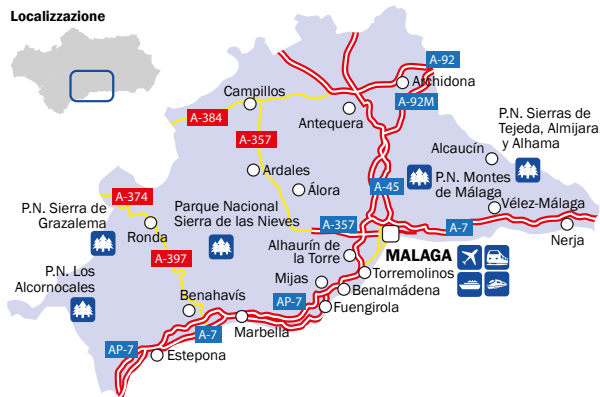 Localizzazione
A-92
Archidona
Campillos
A-92M
A-384
Antequera
P.N. Sierras de
Tejeda, Almijara
y Alhama
A-357
Alcaucín
Ardales
Álora
A-45
P.N. Montes
de Málaga
A-374
Parque Nacional
Sierra de las Nieves
P.N. Sierra de
Grazalema
Vélez-Málaga
A-357
A-7
Ronda
Nerja
Alhaurín de
la Torre
MALAGA
A-397
P.N. Los
Alcornocales
Mijas
Torremolinos
Benalmádena
Benahavís
AP-7
Fuengirola
Marbella
A-7
AP-7
Estepona